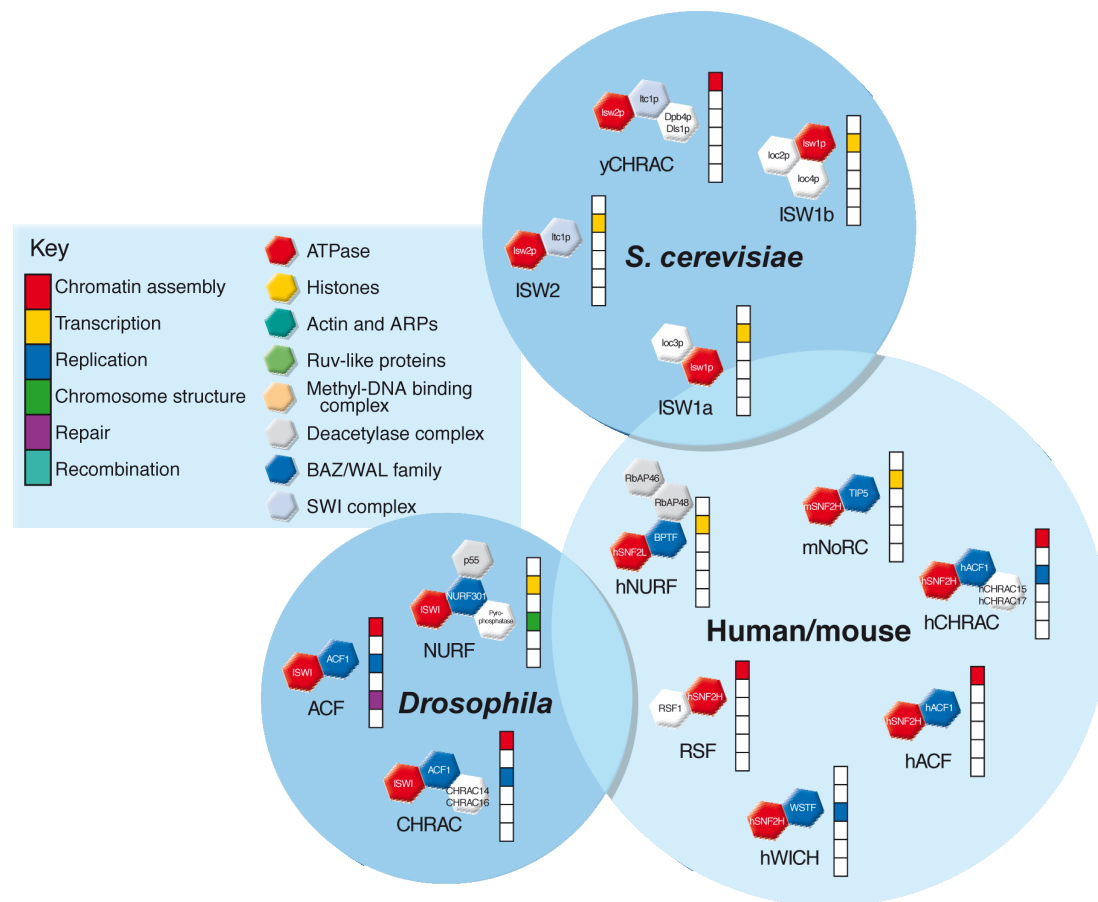 Isw2p
Itc1p
Dpb4p
Dls1p
yCHRAC
Ioc2p
Isw1p
Ioc4p
ISW1b
Isw2p
Itc1p
ISW2
S. cerevisiae
Ioc3p
Isw1p
ISW1a
Key
Chromatin assembly
Transcription
Replication
Chromosome structure
Repair
Recombination
ATPase
Histones
Actin and ARPs
Ruv-like proteins
Methyl-DNA binding
complex
Deacetylase complex
BAZ/WAL family
SWI complex
RbAP46
RbAP48
hSNF2L
BPTF
hNURF
mSNF2H
TIP5
mNoRC
hSNF2H
hACF1
hCHRAC15
hCHRAC17
hCHRAC
Human/mouse
RSF1
hSNF2H
RSF
hSNF2H
hACF1
hACF
hSNF2H
WSTF
hWICH
p55
ISWI
NURF301
Pyro-
phosphatase
NURF
ISWI
ACF1
ACF
Drosophila
ISWI
ACF1
CHRAC14
CHRAC16
CHRAC